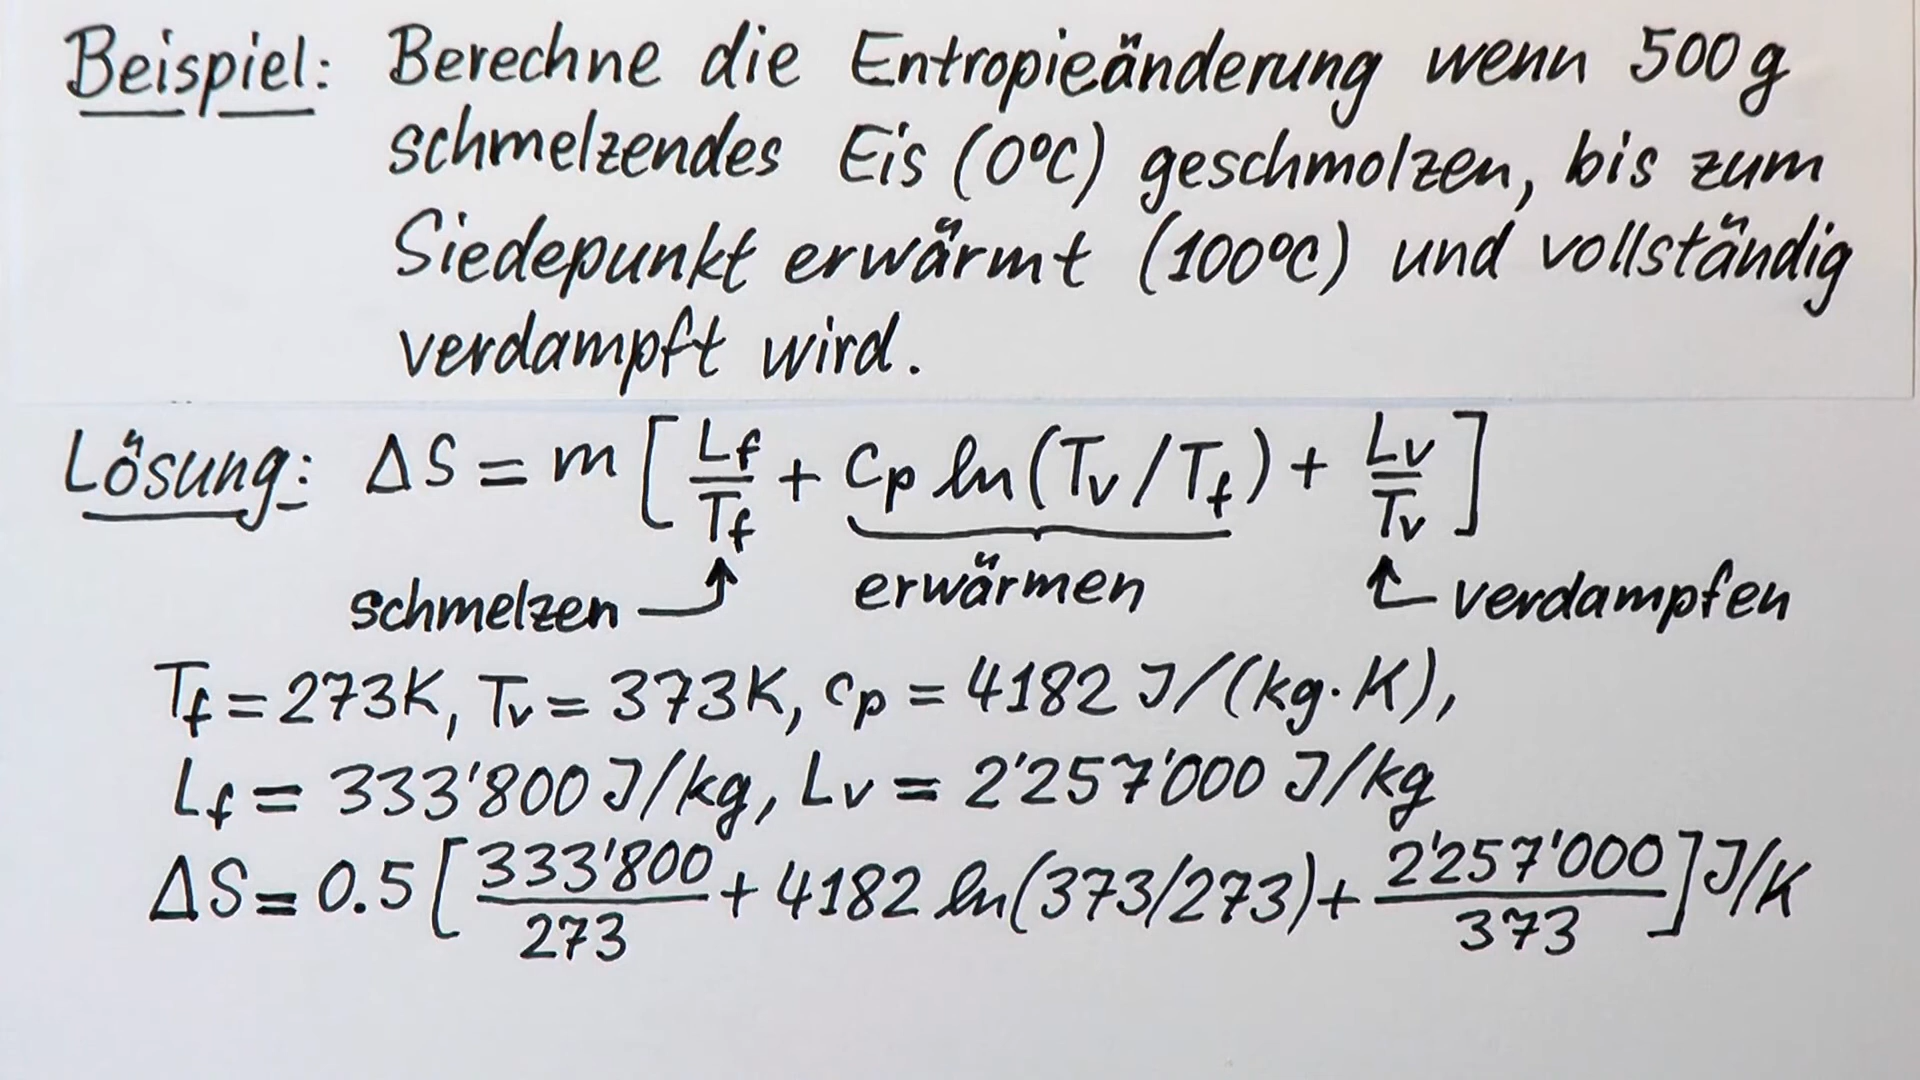 Beispiel: Berechne die Entropieänderung wenn 500g
schmelzendes Eis (0°C) geschmolzen, bis zum
Siedepunkt erwärmt (100°C) und vollständig
verdampft wird.
Lösung: ΔS = m [ Lf/Tf + cp ln(Tv/Tf) + Lv/Tv ]
schmelzen erwärmen verdampfen
Tf = 273K, Tv = 373K, cp = 4182 J/(kg·K),
Lf = 333'800 J/kg, Lv = 2'257'000 J/kg
ΔS = 0.5 [ 333'800/273 + 4182 ln(373/273) + 2'257'000/373 ] J/K